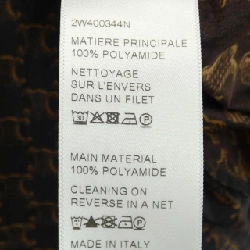 2W400344N
MATIERE PRINCIPALE
100% POLYAMIDE
NETTOYAGE
SUR L'ENVERS
DANS UN FILET
MAIN MATERIAL
100% POLYAMIDE
CLEANING ON
REVERSE IN A NET
MADE IN ITALY